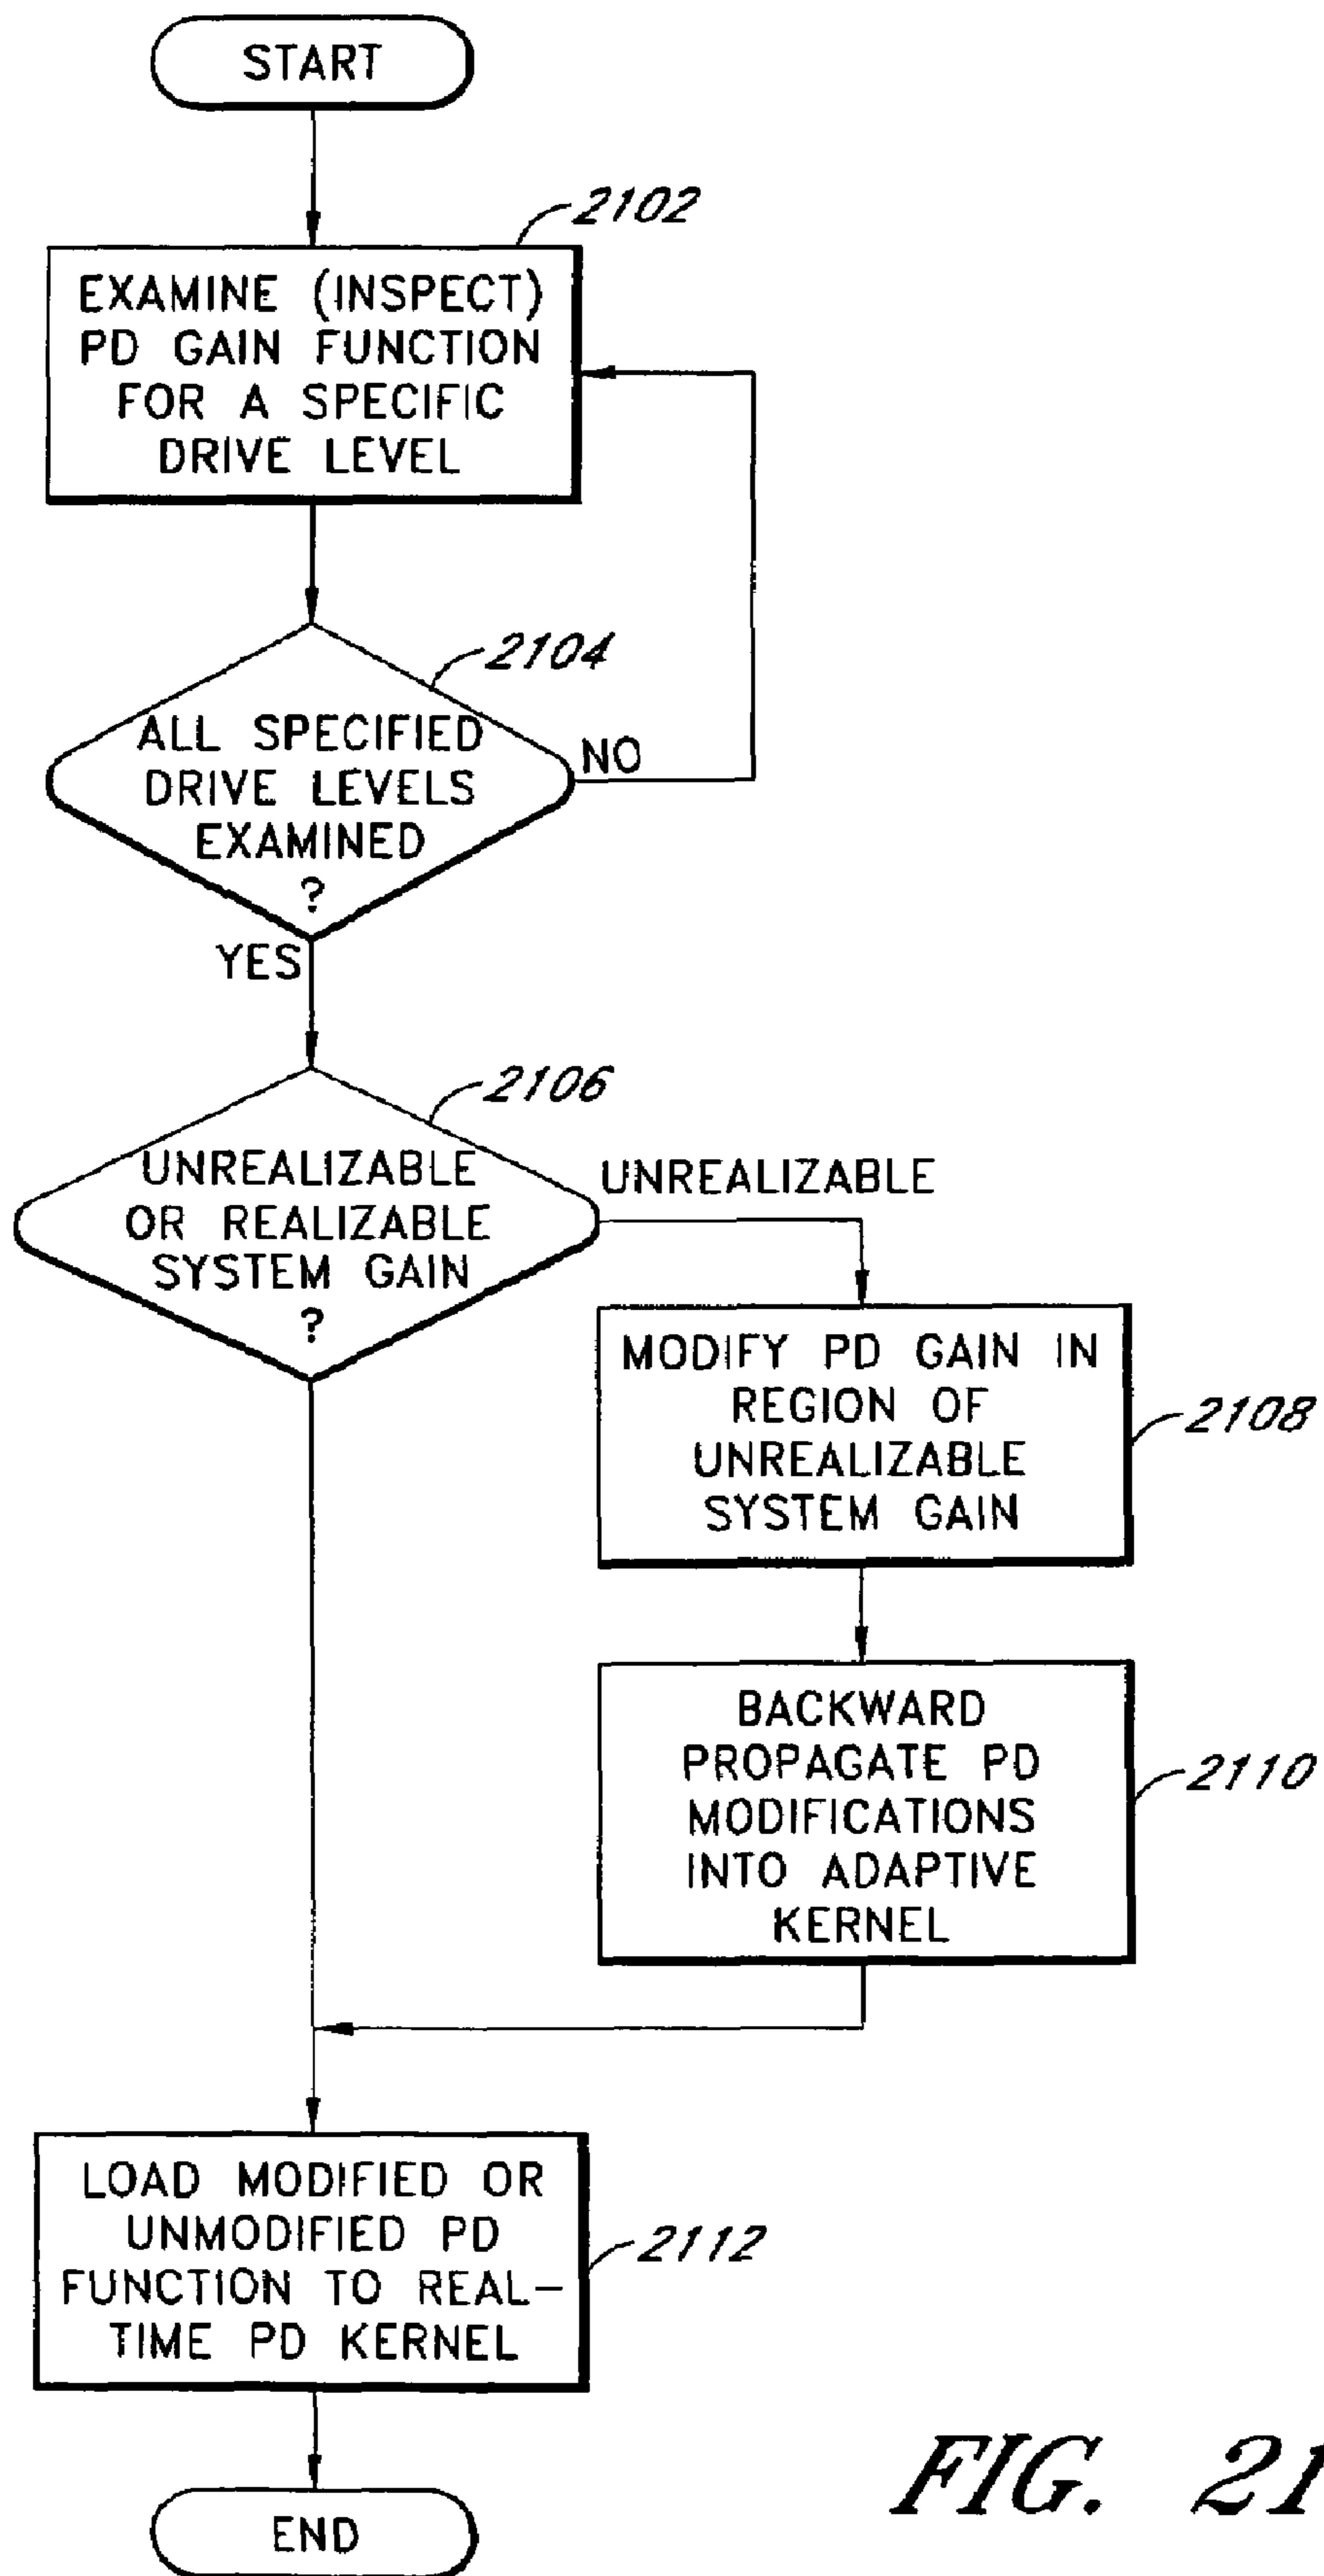 START
2102
EXAMINE (INSPECT)
PD GAIN FUNCTION
FOR A SPECIFIC
DRIVE LEVEL
2104
ALL SPECIFIED
DRIVE LEVELS
EXAMINED
?
NO
YES
2106
UNREALIZABLE
OR REALIZABLE
SYSTEM GAIN
?
UNREALIZABLE
MODIFY PD GAIN IN
REGION OF
UNREALIZABLE
SYSTEM GAIN
2108
BACKWARD
PROPAGATE PD
MODIFICATIONS
INTO ADAPTIVE
KERNEL
2110
LOAD MODIFIED OR
UNMODIFIED PD
FUNCTION TO REAL-
TIME PD KERNEL
2112
END
FIG. 21